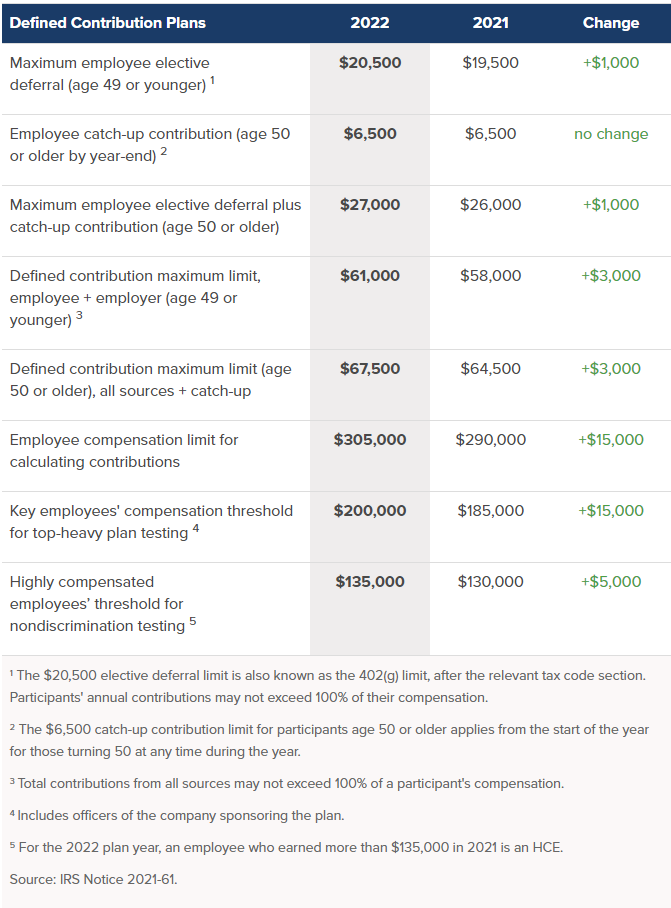 Defined Contribution Plans 2022 2021 Change
Maximum employee elective $20,500 $19,500 +$1,000
deferral (age 49 or younger) 1
Employee catch-up contribution (age 50 $6,500 $6,500 no change
or older by year-end) 2
Maximum employee elective deferral plus $27,000 $26,000 +$1,000
catch-up contribution (age 50 or older)
Defined contribution maximum limit, $61,000 $58,000 +$3,000
employee + employer (age 49 or
younger) 3
Defined contribution maximum limit (age $67,500 $64,500 +$3,000
50 or older), all sources + catch-up
Employee compensation limit for $305,000 $290,000 +$15,000
calculating contributions
Key employees' compensation threshold $200,000 $185,000 +$15,000
for top-heavy plan testing 4
Highly compensated $135,000 $130,000 +$5,000
employees’ threshold for
nondiscrimination testing 5
1 The $20,500 elective deferral limit is also known as the 402(g) limit, after the relevant tax code section.
Participants' annual contributions may not exceed 100% of their compensation.
2 The $6,500 catch-up contribution limit for participants age 50 or older applies from the start of the year
for those turning 50 at any time during the year.
3 Total contributions from all sources may not exceed 100% of a participant's compensation.
4 Includes officers of the company sponsoring the plan.
5 For the 2022 plan year, an employee who earned more than $135,000 in 2021 is an HCE.
Source: IRS Notice 2021-61.